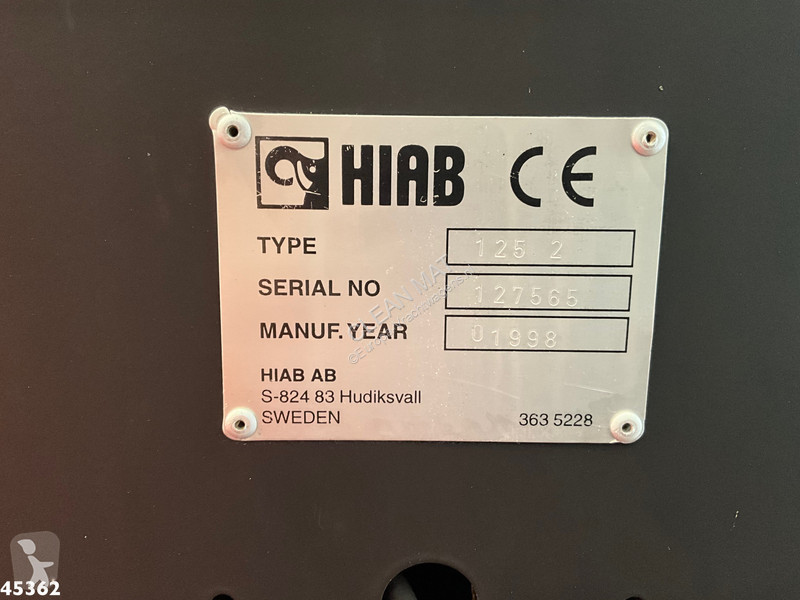 HIAB CE
TYPE 125 2
SERIAL NO 127565
MANUF. YEAR 01998
HIAB AB
S-824 83 Hudiksvall
SWEDEN 363 5228
45362